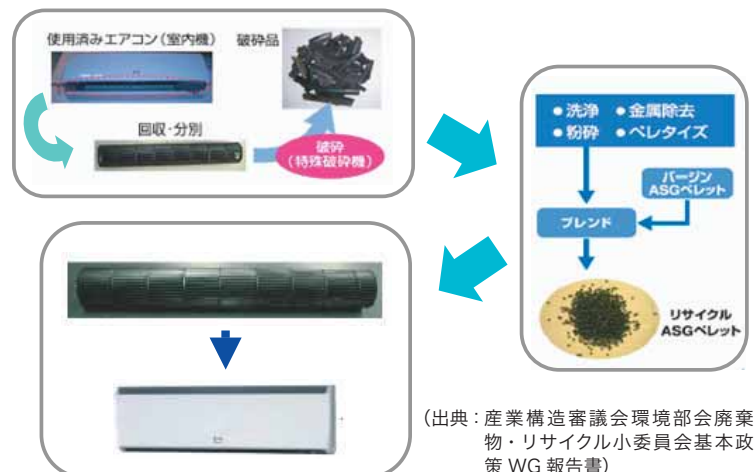 使用済みエアコン(室内機)
破砕品
回収・分別
破砕
(特殊破砕機)
●洗浄 ●金属除去
●粉砕 ●ペレタイズ
バージン
ASGペレット
ブレンド
リサイクル
ASGペレット
(出典:産業構造審議会環境部会廃棄
物・リサイクル小委員会基本政
策 WG 報告書)